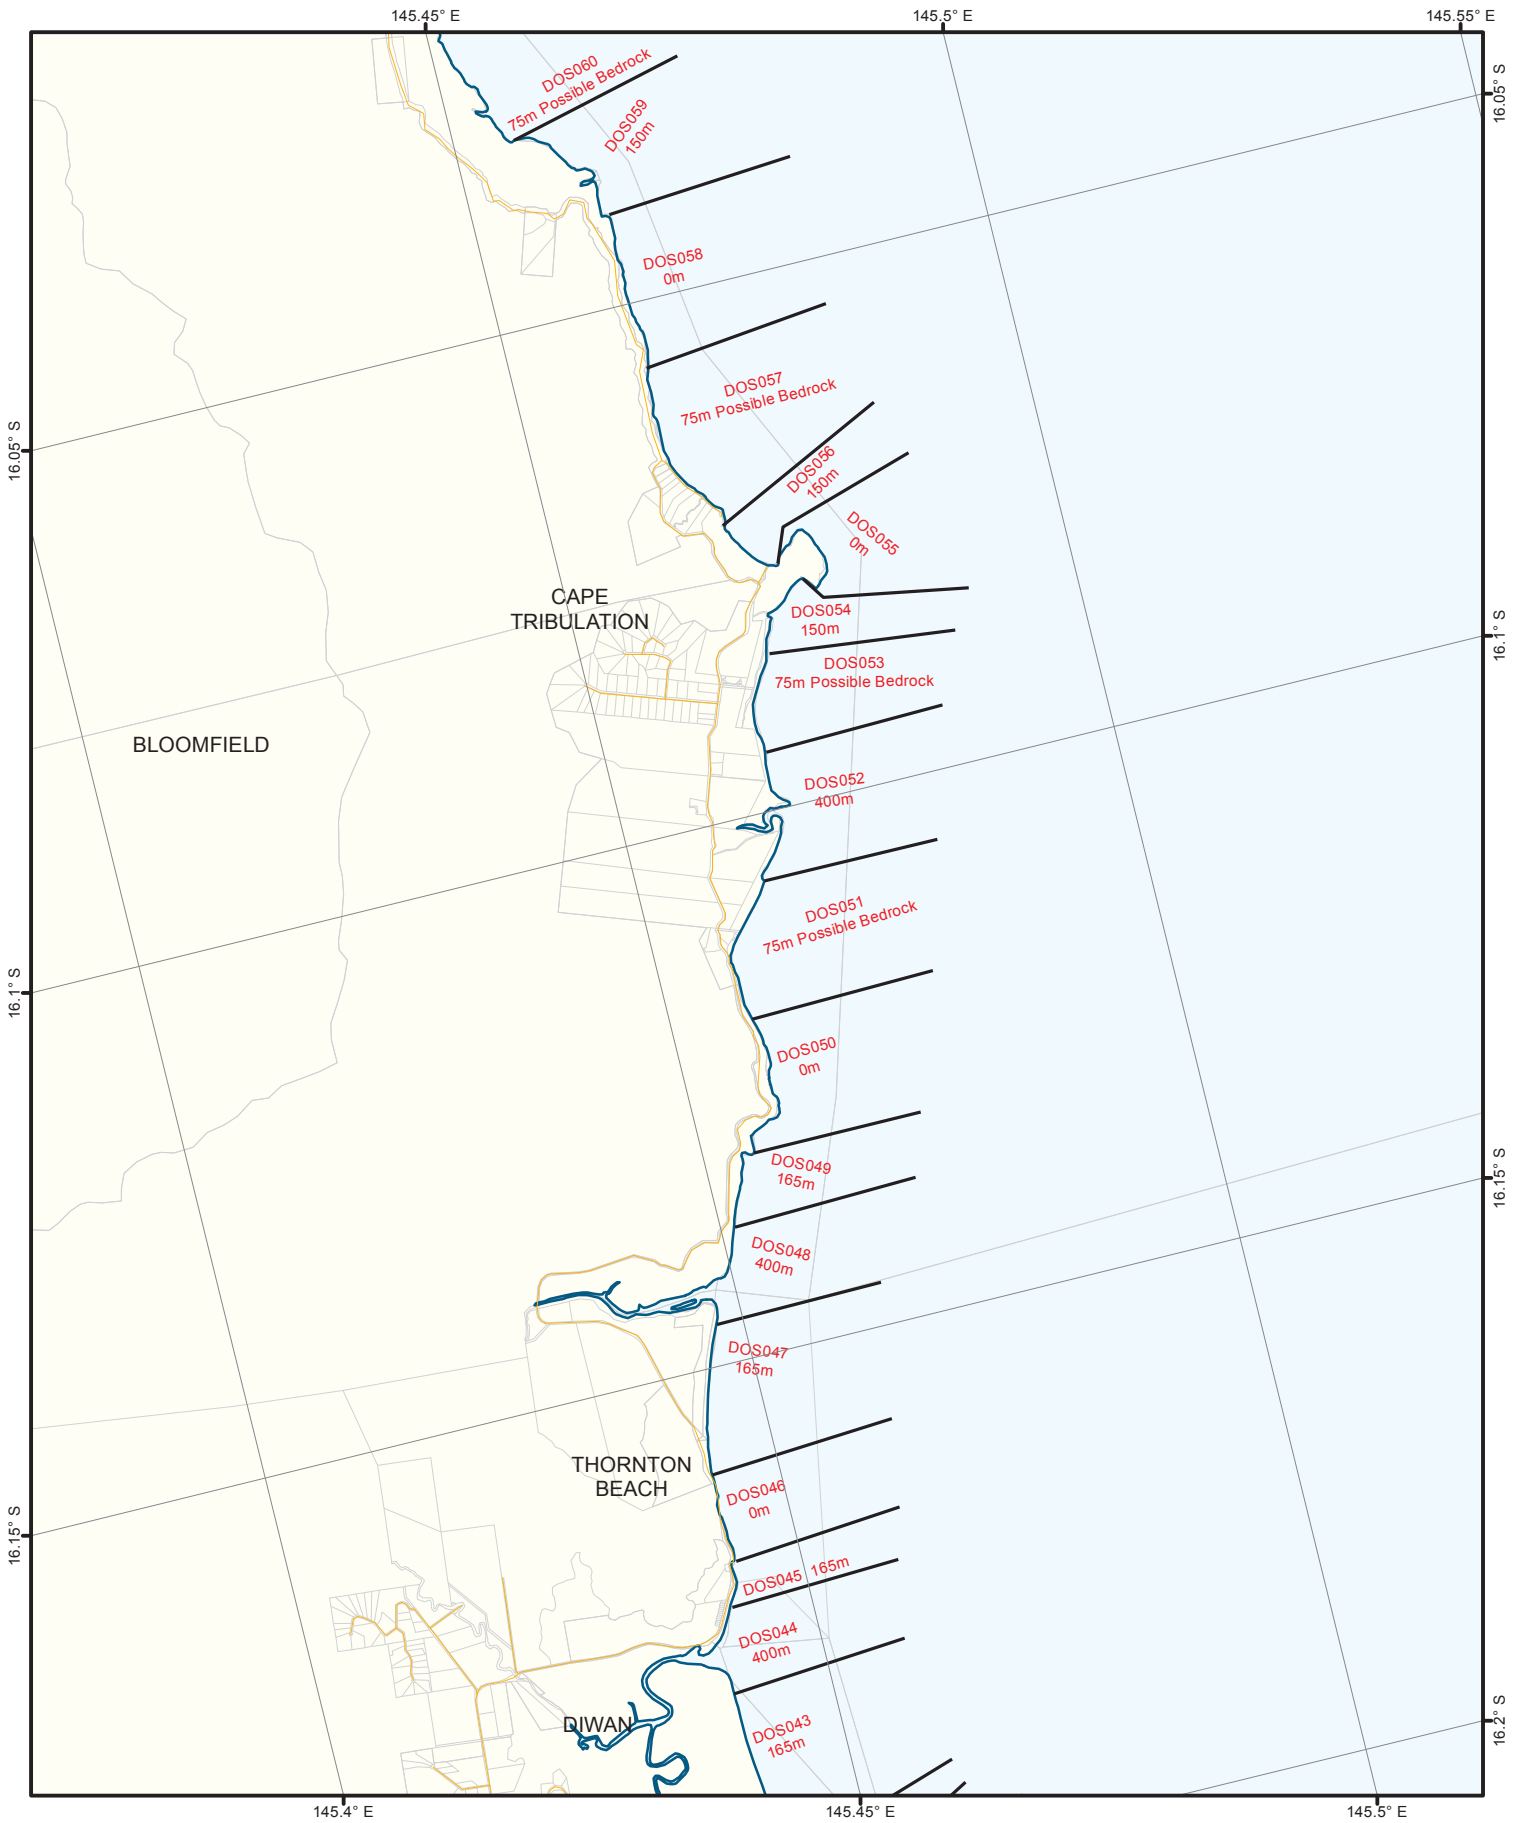 145.45° E
145.5° E
145.55° E
DOS060
75m Possible Bedrock
DOS059
150m
16.05° S
DOS058
0m
DOS057
75m Possible Bedrock
16.05° S
DOS056
150m
DOS055
0m
CAPE
TRIBULATION
DOS054
150m
16.1° S
DOS053
75m Possible Bedrock
BLOOMFIELD
DOS052
400m
DOS051
75m Possible Bedrock
16.1° S
DOS050
0m
DOS049
165m
16.15° S
DOS048
400m
DOS047
165m
THORNTON
BEACH
DOS046
0m
16.15° S
DOS045 165m
DOS044
400m
DIWAN
DOS043
165m
16.2° S
145.4° E
145.45° E
145.5° E